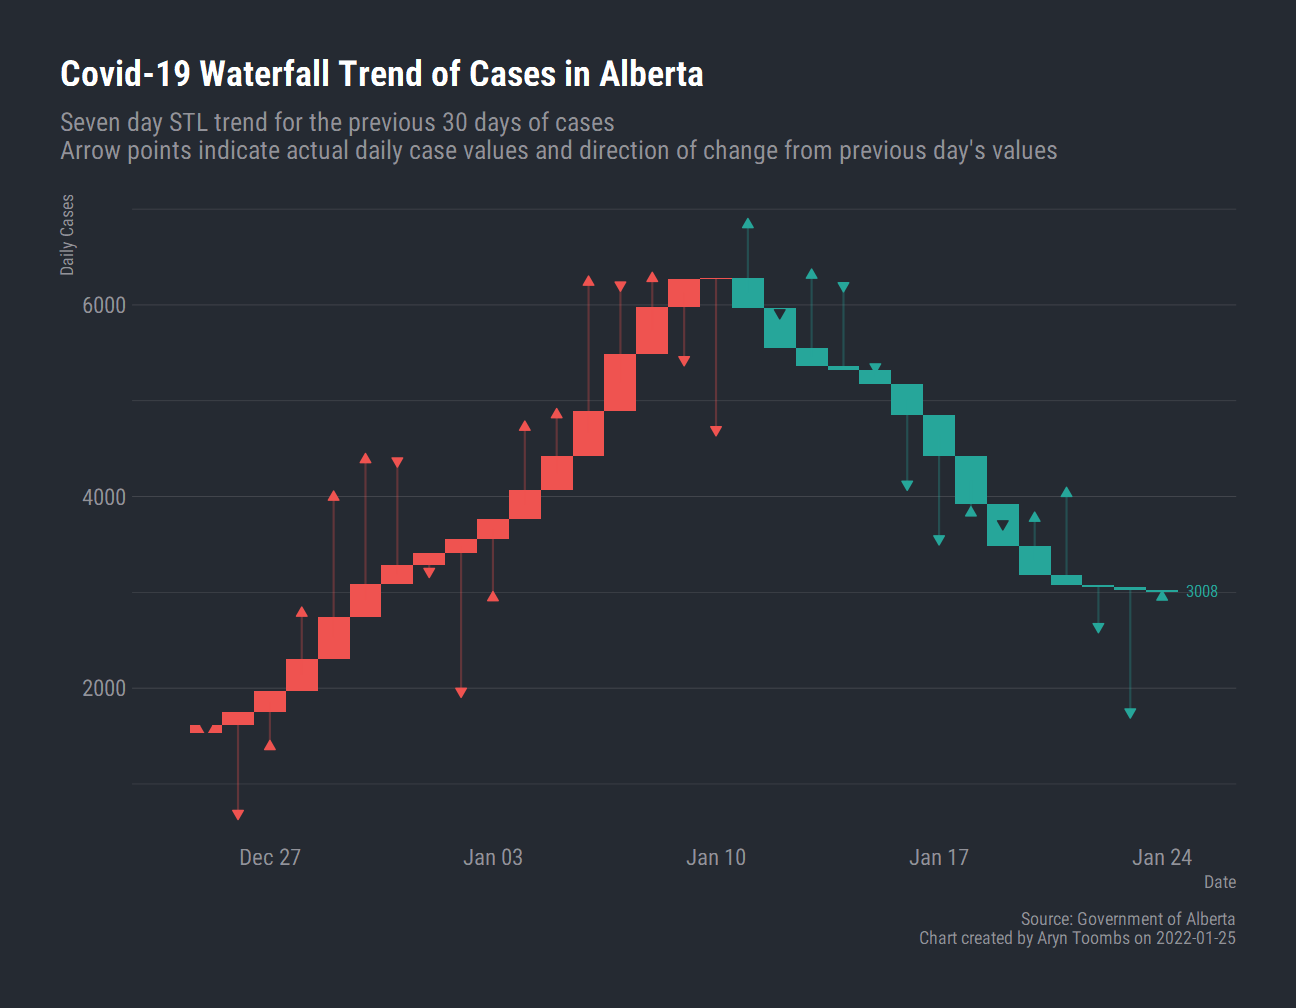 Covid-19 Waterfall Trend of Cases in Alberta
Seven day STL trend for the previous 30 days of cases
Arrow points indicate actual daily case values and direction of change from previous day's values
Daily Cases
6000
4000
2000
3008
Dec 27
Jan 03
Jan 10
Jan 17
Jan 24
Date
Source: Government of Alberta
Chart created by Aryn Toombs on 2022-01-25